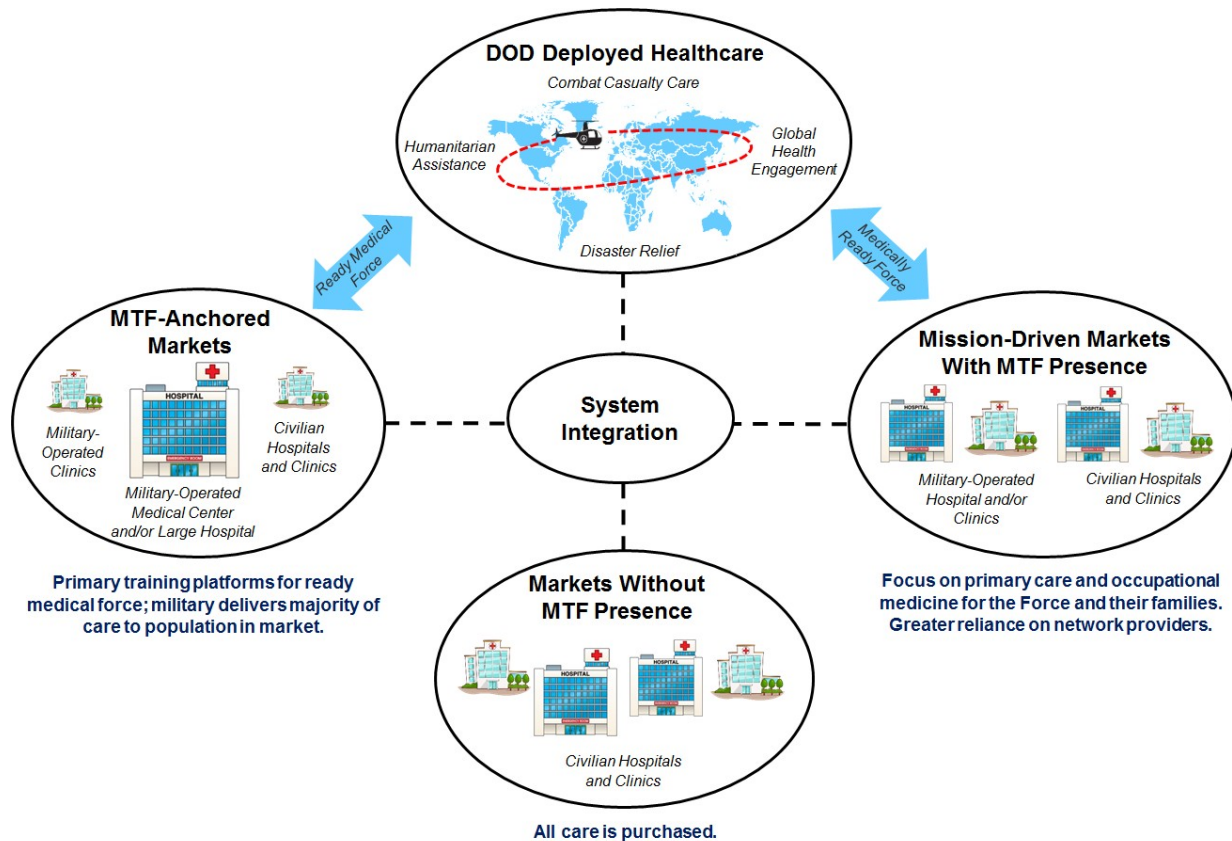 DOD Deployed Healthcare
Combat Casualty Care
Humanitarian
Assistance
Global
Health
Engagement
Disaster Relief
Ready Medical
Force
Medically
Ready Force
MTF-Anchored
Markets
HOSPITAL
EMERGENCY ROOM
Military-
Operated
Clinics
Civilian
Hospitals
and Clinics
Military-Operated
Medical Center
and/or Large Hospital
System
Integration
Mission-Driven Markets
With MTF Presence
HOSPITAL
HOSPITAL
Military-Operated
Hospital and/or
Clinics
Civilian Hospitals
and Clinics
Primary training platforms for ready
medical force; military delivers majority of
care to population in market.
Focus on primary care and occupational
medicine for the Force and their families.
Greater reliance on network providers.
Markets Without
MTF Presence
HOSPITAL
HOSPITAL
Civilian Hospitals
and Clinics
All care is purchased.